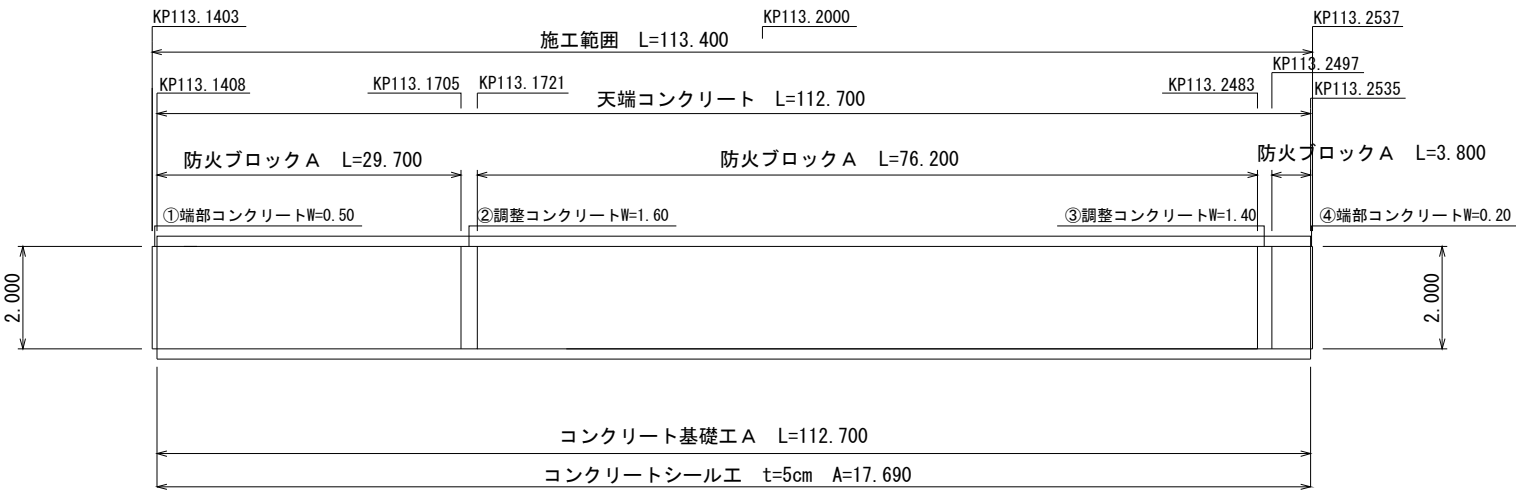 KP113.1403
KP113.2000
KP113.2537
施工範囲 L=113.400
KP113.2497
KP113.1408
KP113.1705
KP113.1721
KP113.2483
KP113.2535
天端コンクリート L=112.700
防火ブロックA L=29.700
防火ブロックA L=76.200
防火ブロックA L=3.800
①端部コンクリートW=0.50
②調整コンクリートW=1.60
③調整コンクリートW=1.40
④端部コンクリートW=0.20
2.000
2.000
コンクリート基礎工A L=112.700
コンクリートシール工 t=5cm A=17.690